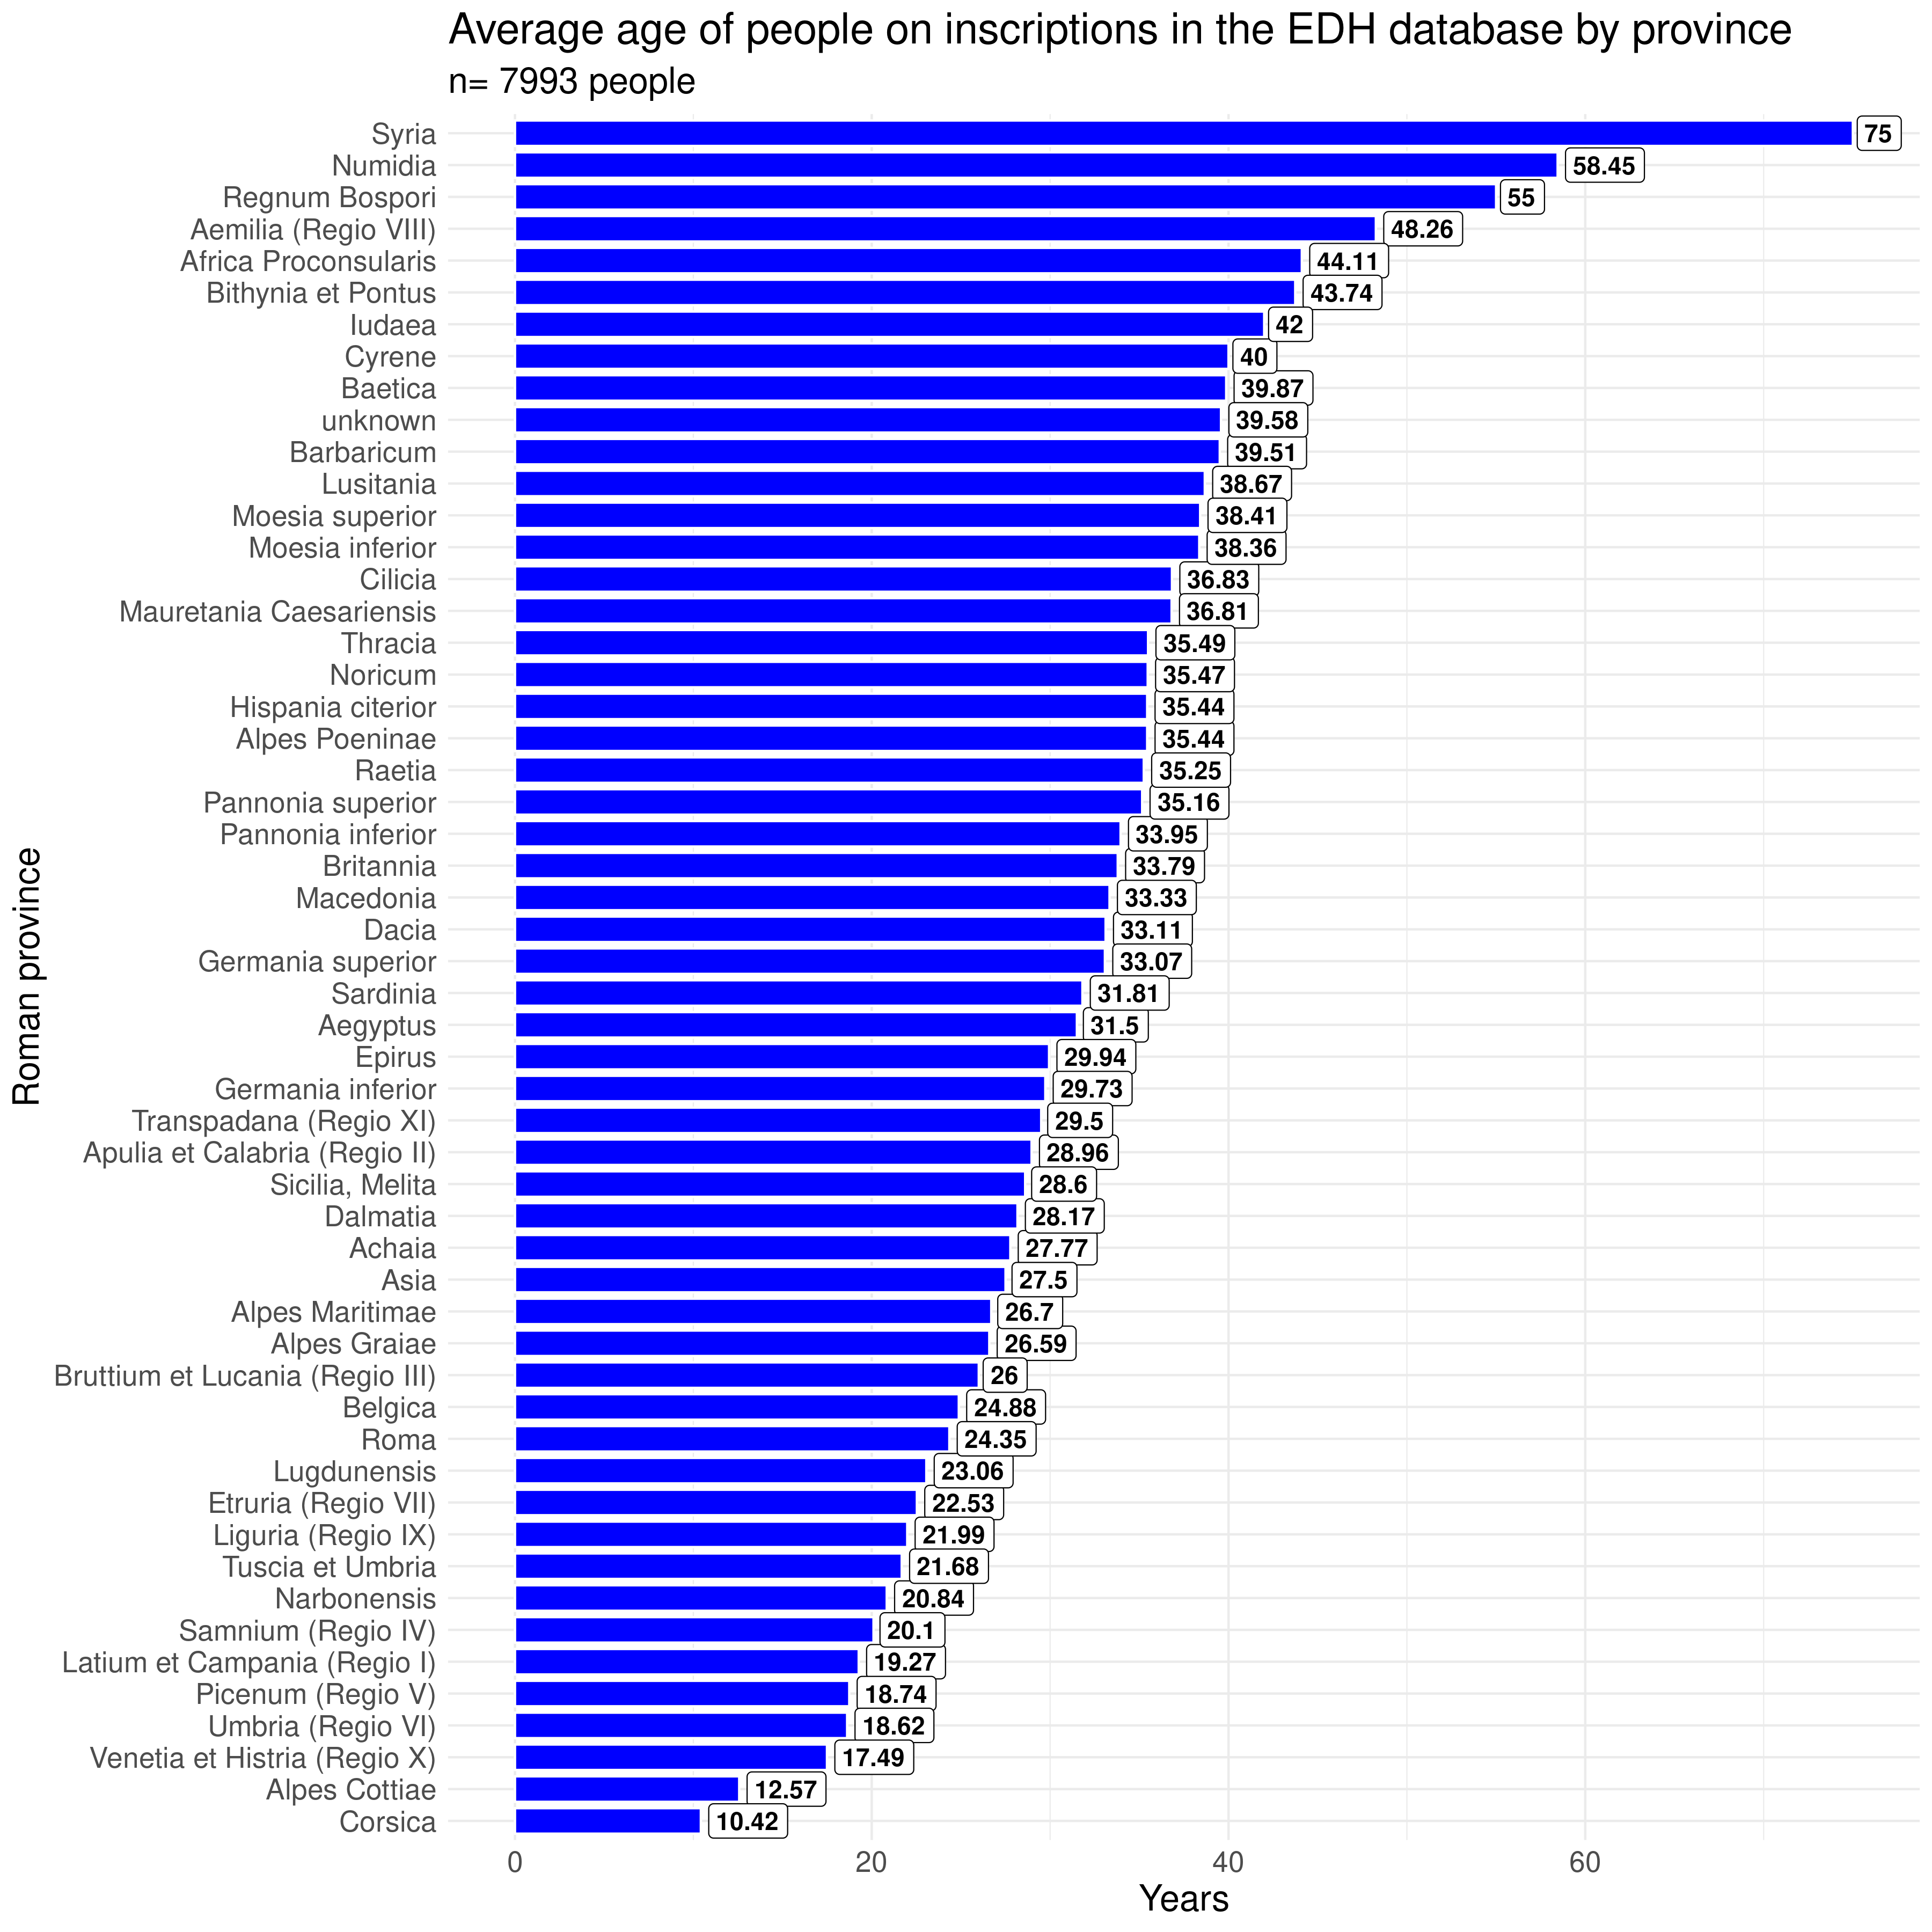 Average age of people on inscriptions in the EDH database by province
n= 7993 people
Roman province
Syria 75
Numidia 58.45
Regnum Bospori 55
Aemilia (Regio VIII) 48.26
Africa Proconsularis 44.11
Bithynia et Pontus 43.74
Iudaea 42
Cyrene 40
Baetica 39.87
unknown 39.58
Barbaricum 39.51
Lusitania 38.67
Moesia superior 38.41
Moesia inferior 38.36
Cilicia 36.83
Mauretania Caesariensis 36.81
Thracia 35.49
Noricum 35.47
Hispania citerior 35.44
Alpes Poeninae 35.44
Raetia 35.25
Pannonia superior 35.16
Pannonia inferior 33.95
Britannia 33.79
Macedonia 33.33
Dacia 33.11
Germania superior 33.07
Sardinia 31.81
Aegyptus 31.5
Epirus 29.94
Germania inferior 29.73
Transpadana (Regio XI) 29.5
Apulia et Calabria (Regio II) 28.96
Sicilia, Melita 28.6
Dalmatia 28.17
Achaia 27.77
Asia 27.5
Alpes Maritimae 26.7
Alpes Graiae 26.59
Bruttium et Lucania (Regio III) 26
Belgica 24.88
Roma 24.35
Lugdunensis 23.06
Etruria (Regio VII) 22.53
Liguria (Regio IX) 21.99
Tuscia et Umbria 21.68
Narbonensis 20.84
Samnium (Regio IV) 20.1
Latium et Campania (Regio I) 19.27
Picenum (Regio V) 18.74
Umbria (Regio VI) 18.62
Venetia et Histria (Regio X) 17.49
Alpes Cottiae 12.57
Corsica 10.42
0 20 40 60
Years